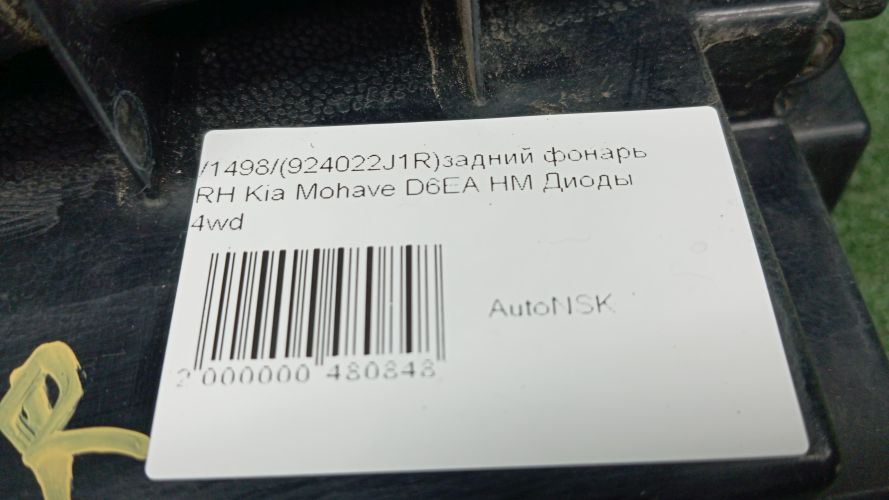 /1498/(924022J1R)задний фонарь
RH Kia Mohave D6EA HM Диоды
4wd
AutoNSK
2 000000 480848
R